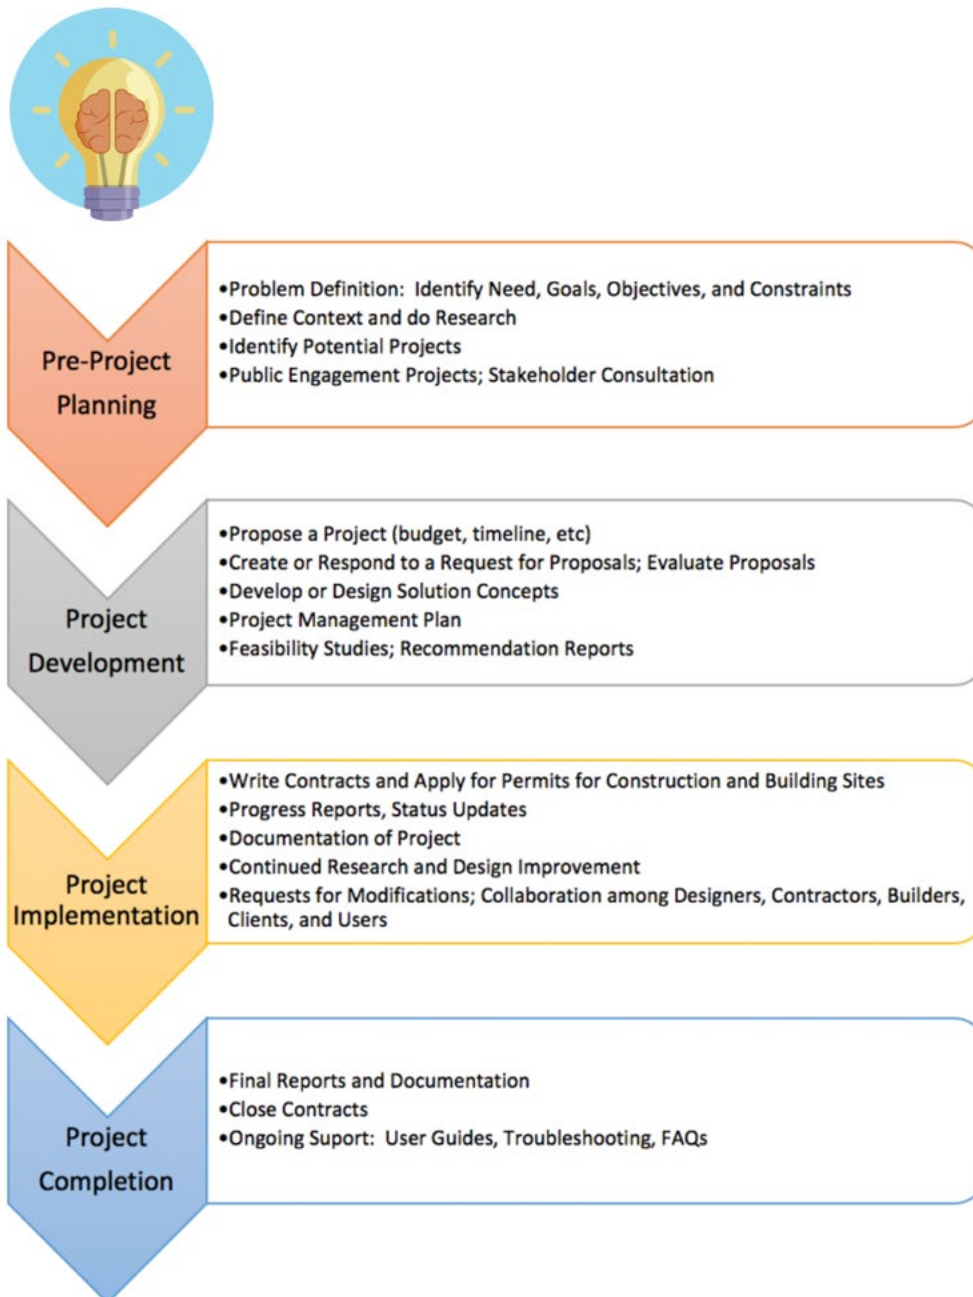 Pre-Project
Planning
•Problem Definition:  Identify Need, Goals, Objectives, and Constraints
•Define Context and do Research
•Identify Potential Projects
•Public Engagement Projects; Stakeholder Consultation
Project
Development
•Propose a Project (budget, timeline, etc)
•Create or Respond to a Request for Proposals; Evaluate Proposals
•Develop or Design Solution Concepts
•Project Management Plan
•Feasibility Studies; Recommendation Reports
Project
Implementation
•Write Contracts and Apply for Permits for Construction and Building Sites
•Progress Reports, Status Updates
•Documentation of Project
•Continued Research and Design Improvement
•Requests for Modifications; Collaboration among Designers, Contractors, Builders,
Clients, and Users
Project
Completion
•Final Reports and Documentation
•Close Contracts
•Ongoing Suport:  User Guides, Troubleshooting, FAQs